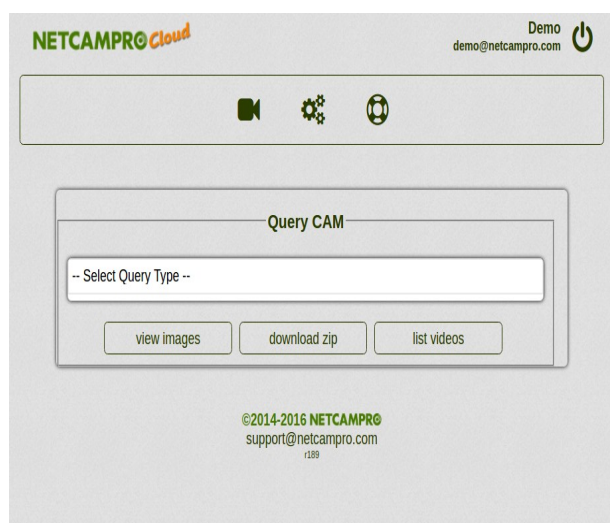 NETCAMPRO Cloud
Demo
demo@netcampro.com
Query CAM
-- Select Query Type --
view images
download zip
list videos
©2014-2016 NETCAMPRO
support@netcampro.com
r189